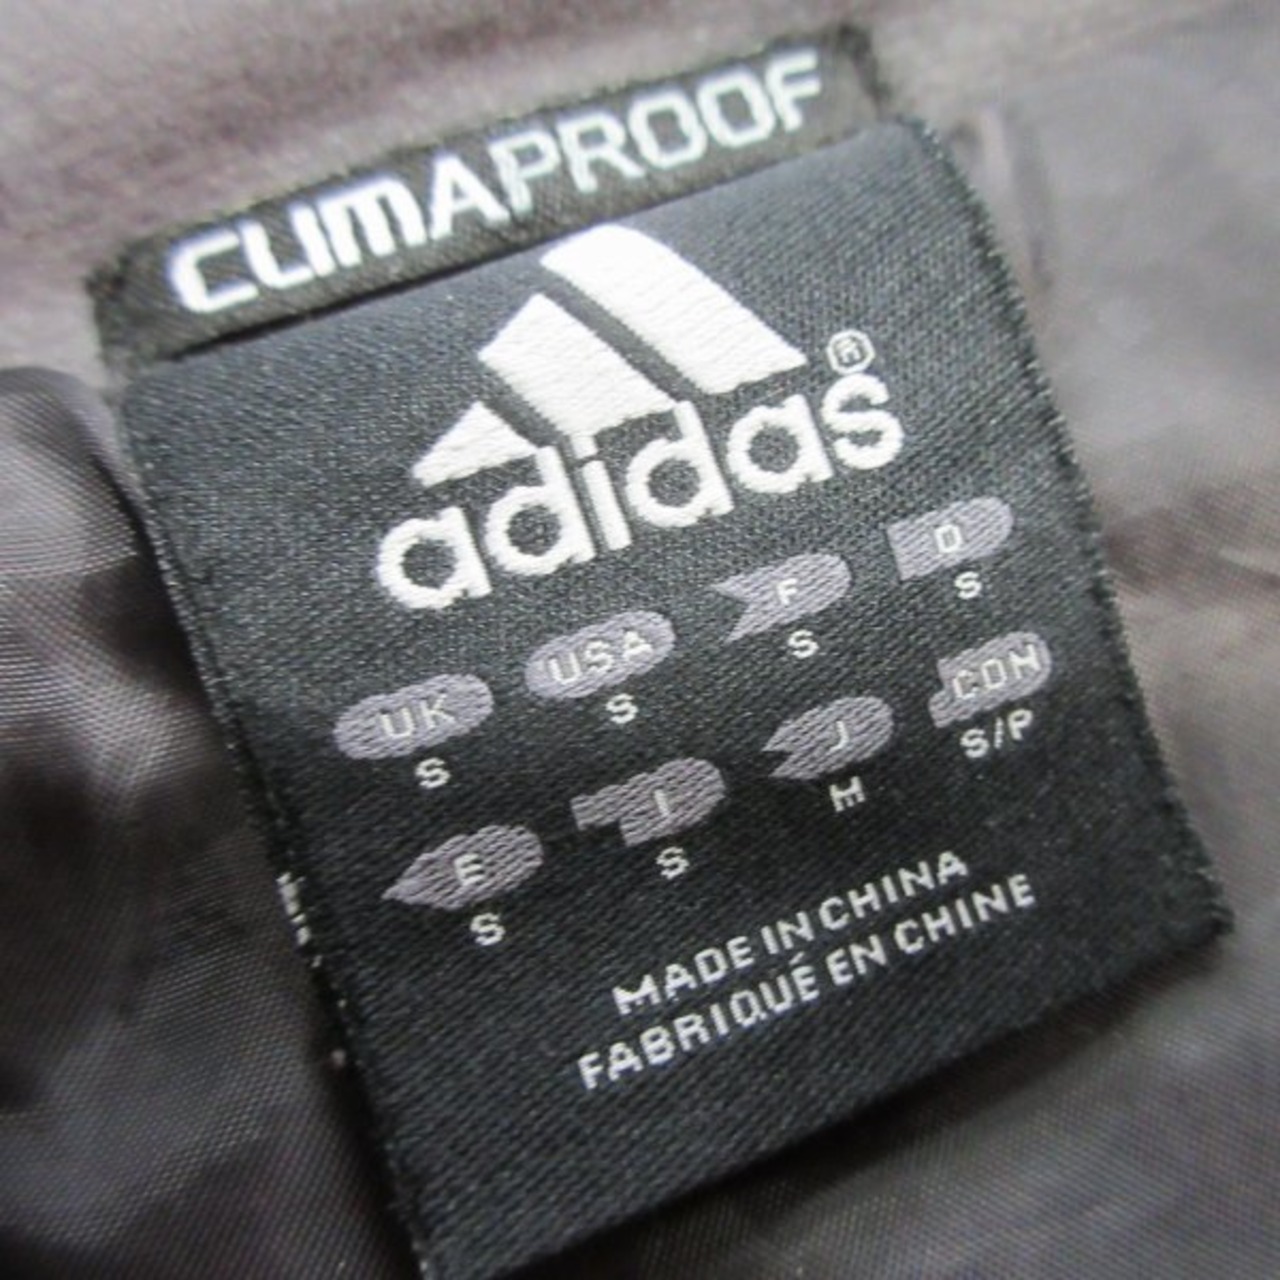 CLIMAPROOF
adidas®
UK USA F D
S S S S
E I J CDN
S S M S/P
MADE IN CHINA
FABRIQUÉ EN CHINE